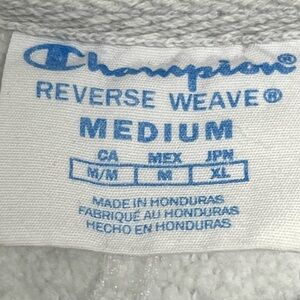 Champion
REVERSE WEAVE®
MEDIUM
CA MEX JPN
M/M M XL
MADE IN HONDURAS
FABRIQUÉ AU HONDURAS
HECHO EN HONDURAS